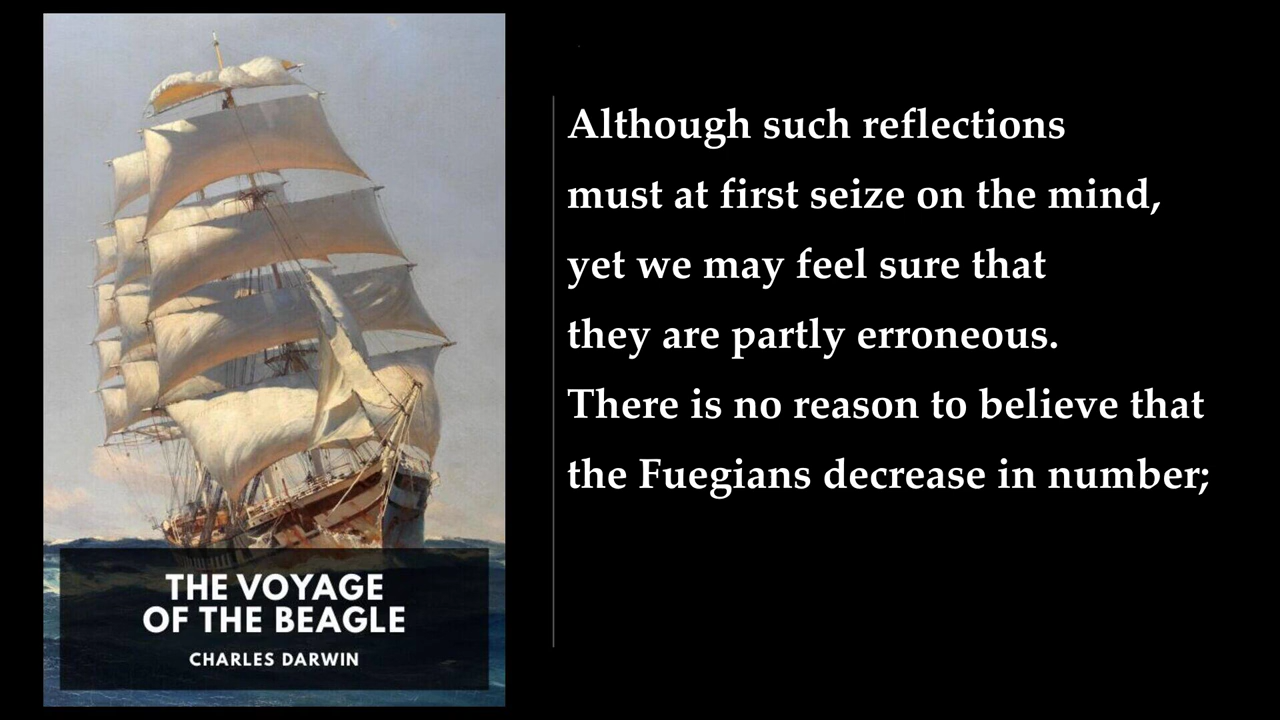 THE VOYAGE
OF THE BEAGLE
CHARLES DARWIN
Although such reflections
must at first seize on the mind,
yet we may feel sure that
they are partly erroneous.
There is no reason to believe that
the Fuegians decrease in number;